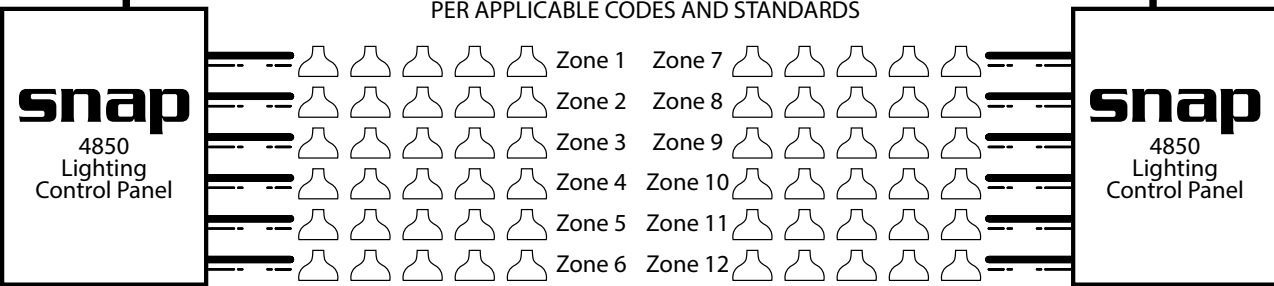 PER APPLICABLE CODES AND STANDARDS
snap
4850
Lighting
Control Panel
Zone 1 Zone 7
Zone 2 Zone 8
Zone 3 Zone 9
Zone 4 Zone 10
Zone 5 Zone 11
Zone 6 Zone 12
snap
4850
Lighting
Control Panel